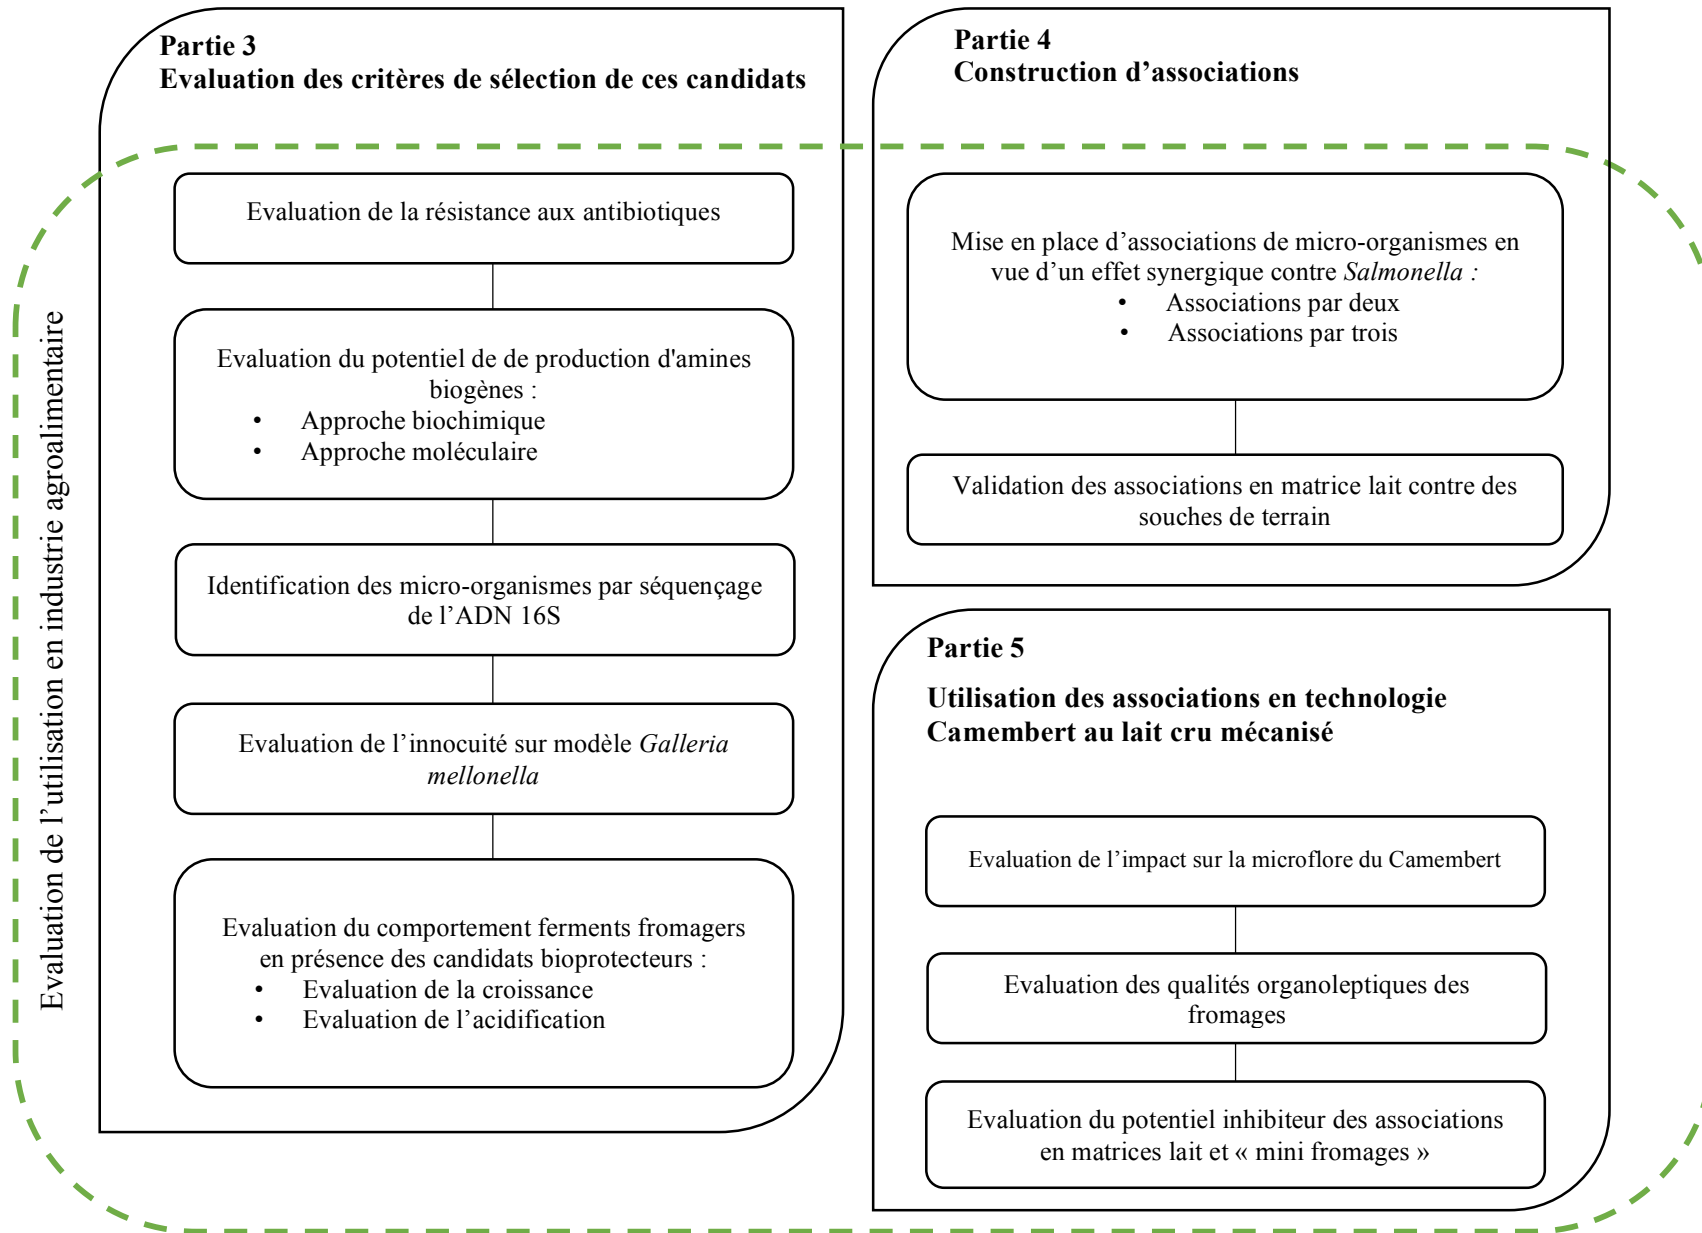 Evaluation de l’utilisation en industrie agroalimentaire
Partie 3
Evaluation des critères de sélection de ces candidats
Evaluation de la résistance aux antibiotiques
Evaluation du potentiel de de production d'amines
biogènes :
• Approche biochimique
• Approche moléculaire
Identification des micro-organismes par séquençage
de l’ADN 16S
Evaluation de l’innocuité sur modèle Galleria
mellonella
Evaluation du comportement ferments fromagers
en présence des candidats bioprotecteurs :
• Evaluation de la croissance
• Evaluation de l’acidification
Partie 4
Construction d’associations
Mise en place d’associations de micro-organismes en
vue d’un effet synergique contre Salmonella :
• Associations par deux
• Associations par trois
Validation des associations en matrice lait contre des
souches de terrain
Partie 5
Utilisation des associations en technologie
Camembert au lait cru mécanisé
Evaluation de l’impact sur la microflore du Camembert
Evaluation des qualités organoleptiques des
fromages
Evaluation du potentiel inhibiteur des associations
en matrices lait et « mini fromages »